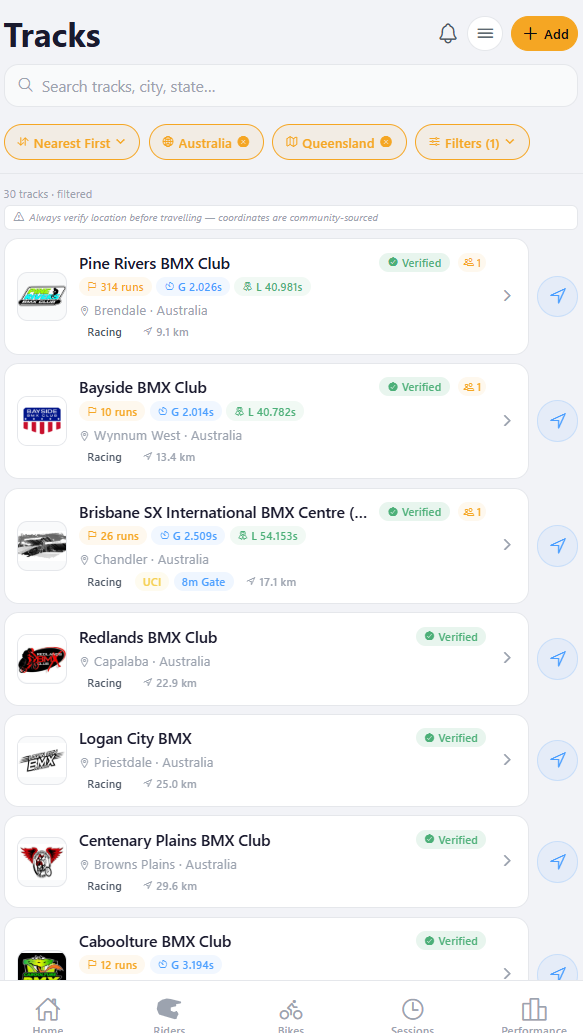 Tracks
Add
Search tracks, city, state...
Nearest First
Australia
Queensland
Filters (1)
30 tracks · filtered
Always verify location before travelling — coordinates are community-sourced
Pine Rivers BMX Club
Verified
1
314 runs
G 2.026s
L 40.981s
Brendale · Australia
Racing
9.1 km
Bayside BMX Club
Verified
1
BAYSIDE
BMX CLUB
10 runs
G 2.014s
L 40.782s
Wynnum West · Australia
Racing
13.4 km
Brisbane SX International BMX Centre (...
Verified
1
26 runs
G 2.509s
L 54.153s
Chandler · Australia
Racing
UCI
8m Gate
17.1 km
Redlands BMX Club
Verified
Capalaba · Australia
Racing
22.9 km
Logan City BMX
Verified
BMX
Priestdale · Australia
Racing
25.0 km
Centenary Plains BMX Club
Verified
Browns Plains · Australia
Racing
29.6 km
Caboolture BMX Club
Verified
12 runs
G 3.194s
Home
Riders
Bikes
Sessions
Performance